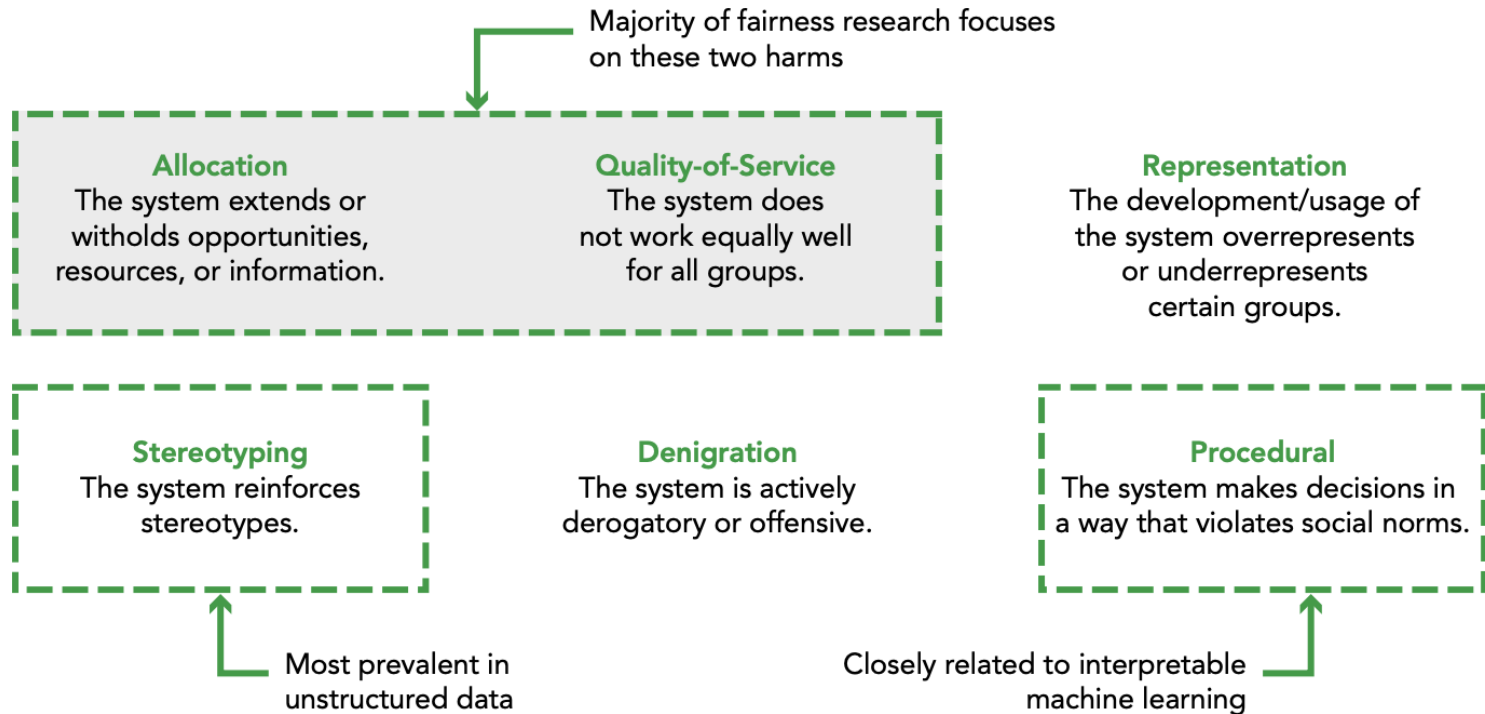 Majority of fairness research focuses
on these two harms
Allocation
The system extends or
witholds opportunities,
resources, or information.
Quality-of-Service
The system does
not work equally well
for all groups.
Representation
The development/usage of
the system overrepresents
or underrepresents
certain groups.
Stereotyping
The system reinforces
stereotypes.
Denigration
The system is actively
derogatory or offensive.
Procedural
The system makes decisions in
a way that violates social norms.
Most prevalent in
unstructured data
Closely related to interpretable
machine learning